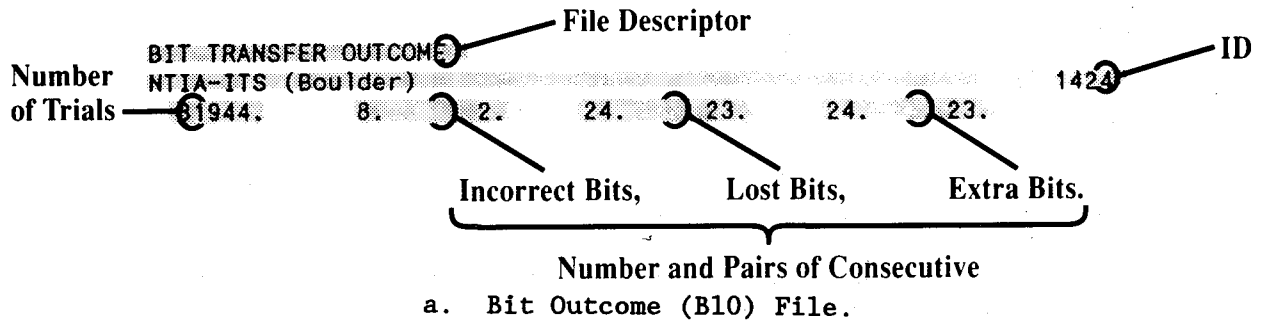 File Descriptor
BIT TRANSFER OUTCOME
ID
Number of Trials
NTIA-ITS (Boulder) 1424
81944. 8. 2. 24. 23. 24. 23.
Incorrect Bits, Lost Bits, Extra Bits.
Number and Pairs of Consecutive
a. Bit Outcome (B10) File.